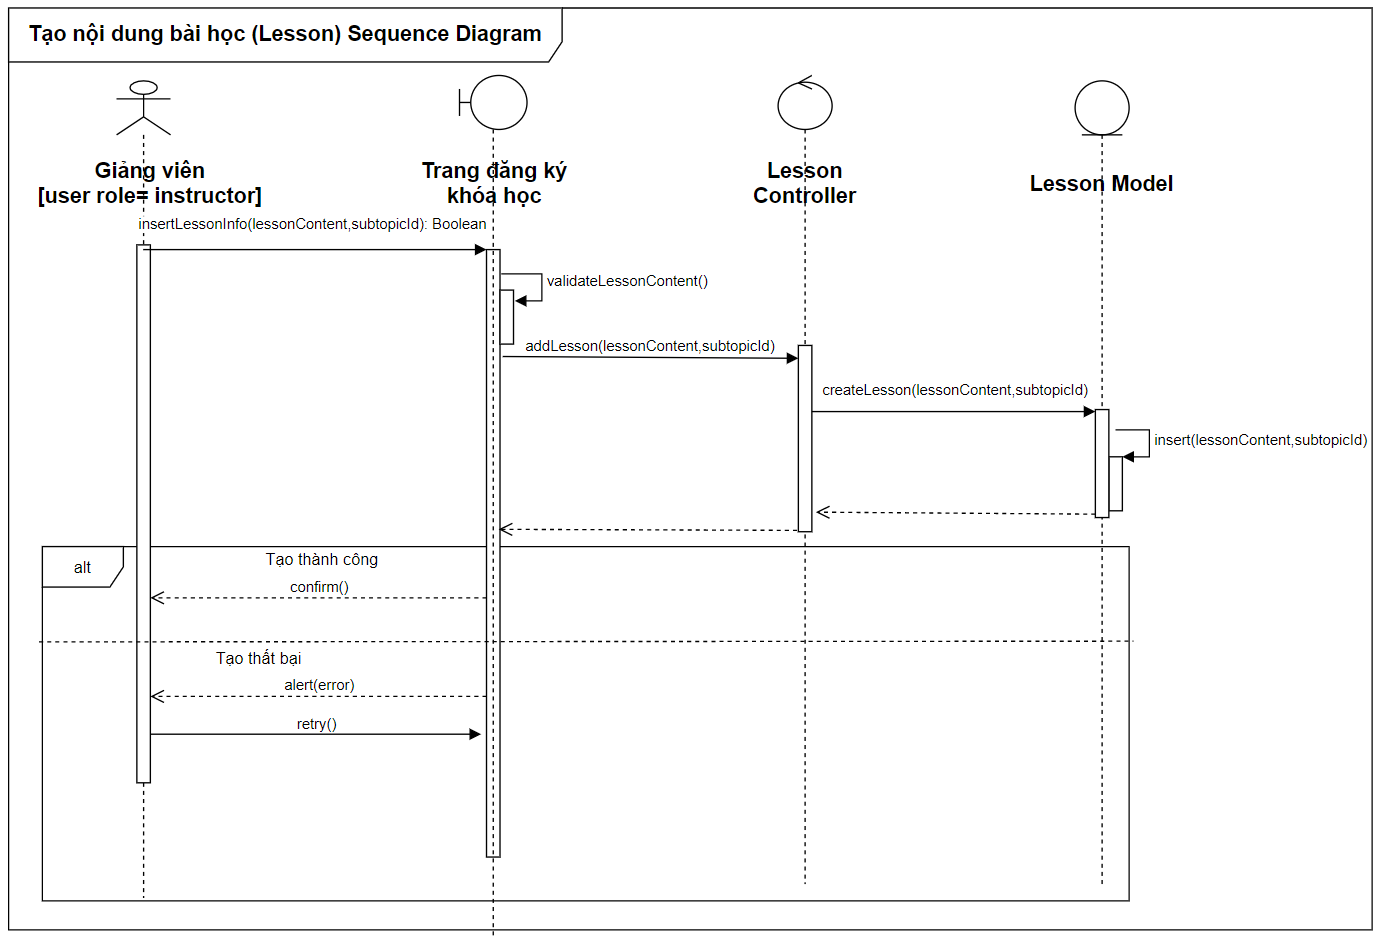 Tạo nội dung bài học (Lesson) Sequence Diagram
Giảng viên
[user role= instructor]
Trang đăng ký
khóa học
Lesson
Controller
Lesson Model
insertLessonInfo(lessonContent,subtopicId): Boolean
validateLessonContent()
addLesson(lessonContent,subtopicId)
createLesson(lessonContent,subtopicId)
insert(lessonContent,subtopicId)
alt
Tạo thành công
confirm()
Tạo thất bại
alert(error)
retry()